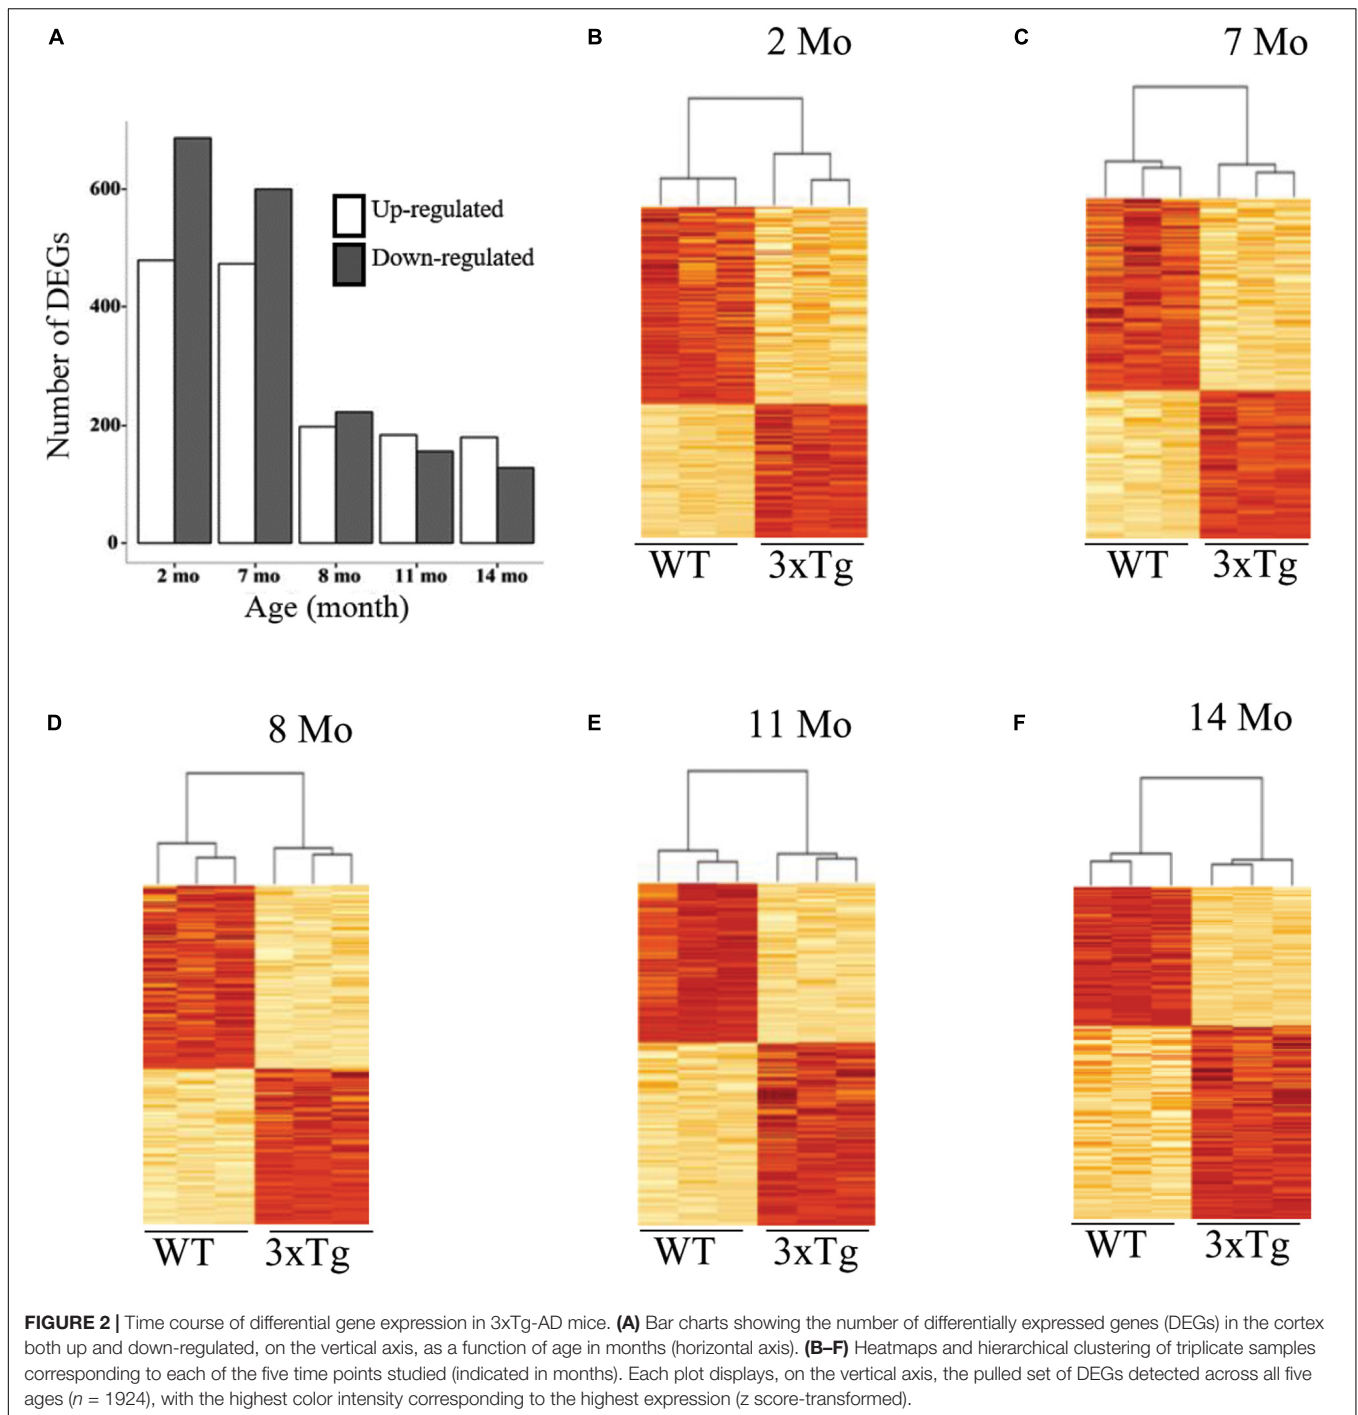 A
B
2 Mo
C
7 Mo
Number of DEGs
600
400
200
0
Up-regulated
Down-regulated
2 mo
7 mo
8 mo
11 mo
14 mo
Age (month)
WT
3xTg
WT
3xTg
D
8 Mo
E
11 Mo
F
14 Mo
WT
3xTg
WT
3xTg
WT
3xTg
FIGURE 2 | Time course of differential gene expression in 3xTg-AD mice. (A) Bar charts showing the number of differentially expressed genes (DEGs) in the cortex
both up and down-regulated, on the vertical axis, as a function of age in months (horizontal axis). (B–F) Heatmaps and hierarchical clustering of triplicate samples
corresponding to each of the five time points studied (indicated in months). Each plot displays, on the vertical axis, the pulled set of DEGs detected across all five
ages (n = 1924), with the highest color intensity corresponding to the highest expression (z score-transformed).